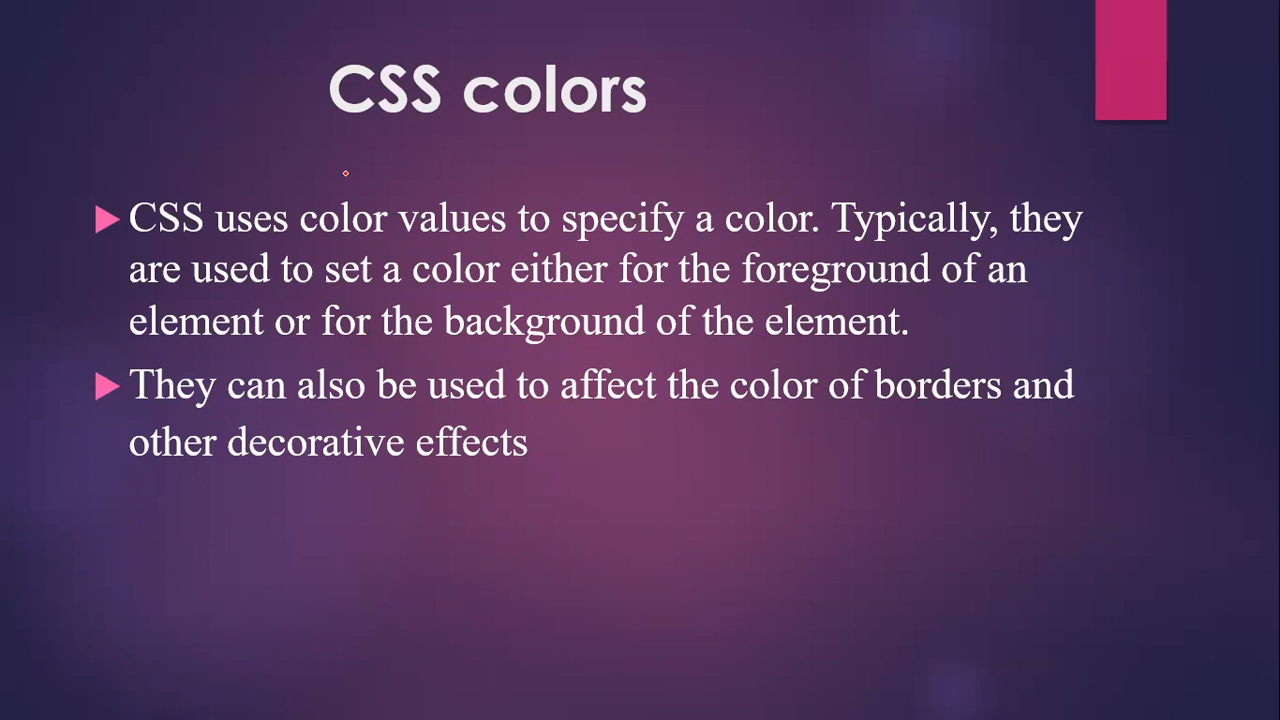 CSS colors
CSS uses color values to specify a color. Typically, they
are used to set a color either for the foreground of an
element or for the background of the element.
They can also be used to affect the color of borders and
other decorative effects